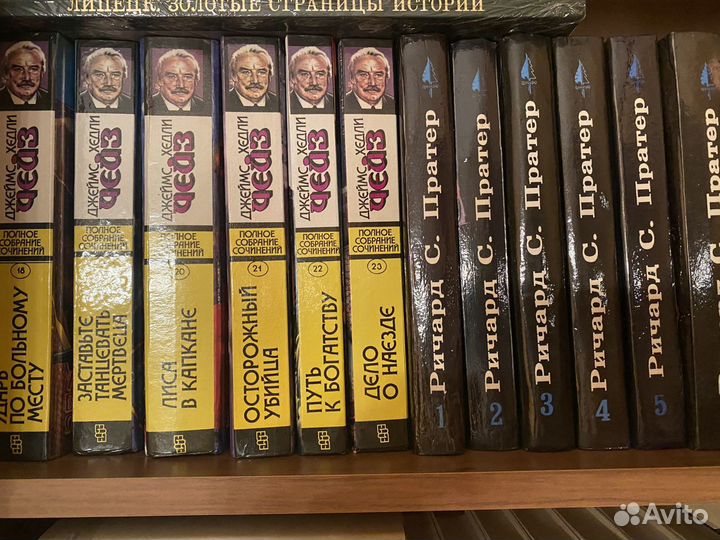 ЛИПЕЦК. ЗОЛОТЫЕ СТРАНИЦЫ ИСТОРИИ
ДЖЕЙМС ХЕДЛИ
ЧЕЙЗ
ПОЛНОЕ
СОБРАНИЕ
СОЧИНЕНИЙ
18
УДАРЬ
ПО БОЛЬНОМУ
МЕСТУ
ДЖЕЙМС ХЕДЛИ
ЧЕЙЗ
ПОЛНОЕ
СОБРАНИЕ
СОЧИНЕНИЙ
ЗАСТАВЬТЕ
ТАНЦЕВАТЬ
МЕРТВЕЦА
ДЖЕЙМС ХЕДЛИ
ЧЕЙЗ
ПОЛНОЕ
СОБРАНИЕ
СОЧИНЕНИЙ
20
ЛИСА
В КАПКАНЕ
ДЖЕЙМС ХЕДЛИ
ЧЕЙЗ
ПОЛНОЕ
СОБРАНИЕ
СОЧИНЕНИЙ
21
ОСТОРОЖНЫЙ
УБИЙЦА
ДЖЕЙМС ХЕДЛИ
ЧЕЙЗ
ПОЛНОЕ
СОБРАНИЕ
СОЧИНЕНИЙ
22
ПУТЬ
К БОГАТСТВУ
ДЖЕЙМС ХЕДЛИ
ЧЕЙЗ
ПОЛНОЕ
СОБРАНИЕ
СОЧИНЕНИЙ
23
ДЕЛО
О НАЕЗДЕ
Ричард С. Пратер
1
Ричард С. Пратер
2
Ричард С. Пратер
3
Ричард С. Пратер
4
Ричард С. Пратер
5
Avito